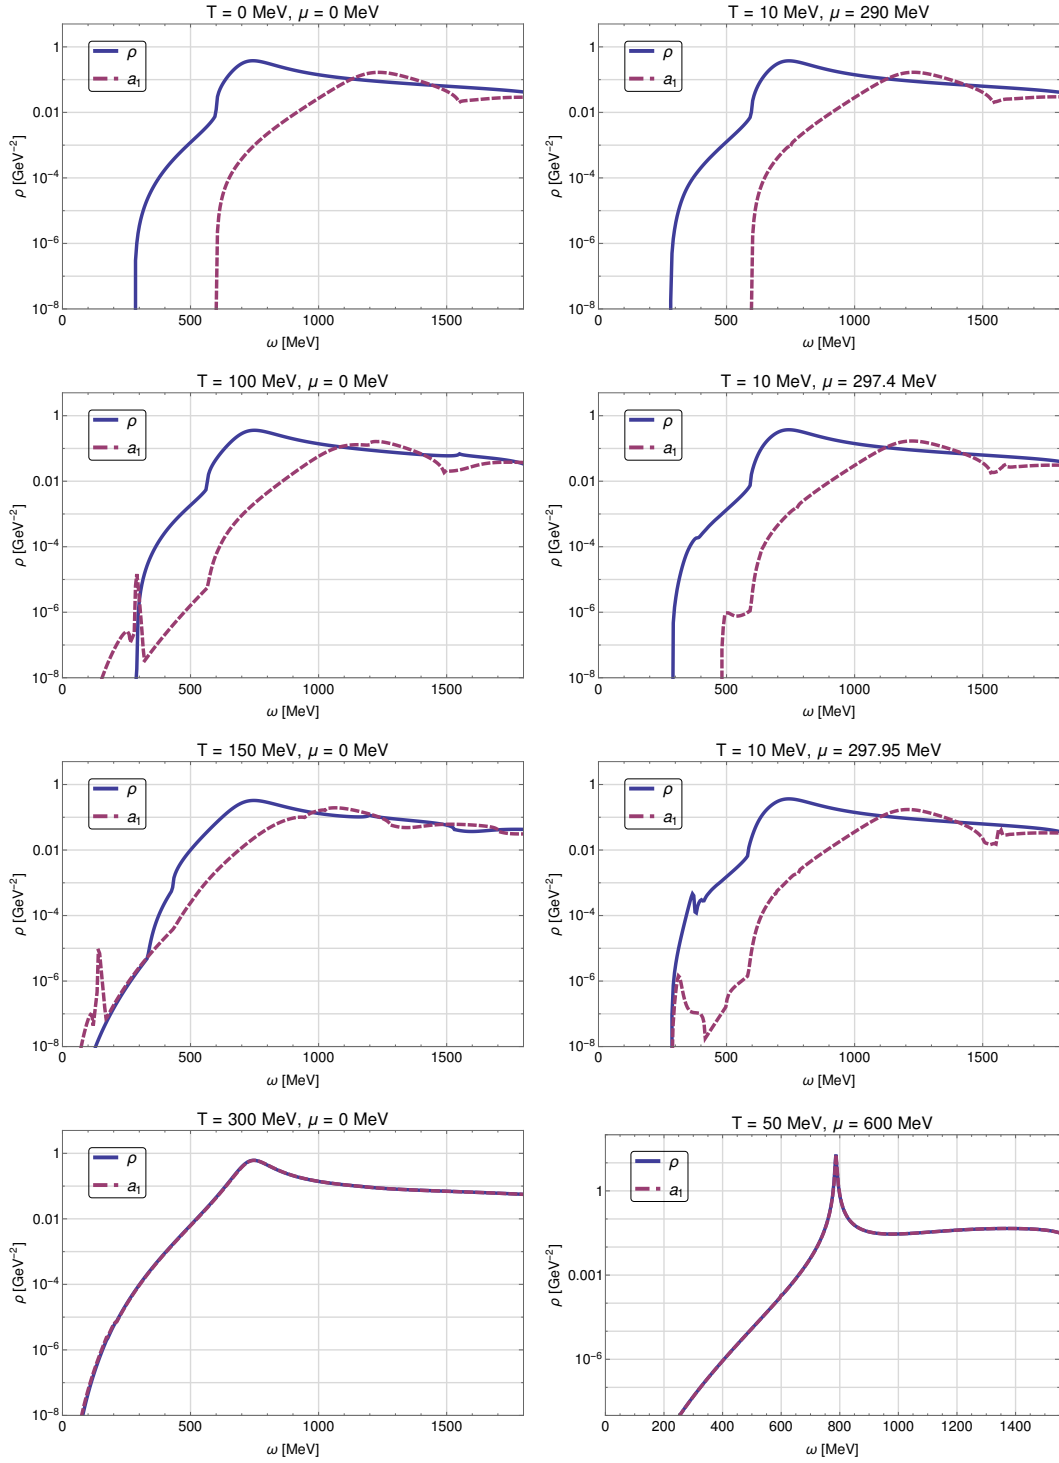 T = 0 MeV, μ = 0 MeV
ρ [GeV⁻²]
1
0.01
10⁻⁴
10⁻⁶
10⁻⁸
ρ
a₁
0 500 1000 1500
ω [MeV]
T = 10 MeV, μ = 290 MeV
ρ [GeV⁻²]
1
0.01
10⁻⁴
10⁻⁶
10⁻⁸
ρ
a₁
0 500 1000 1500
ω [MeV]
T = 100 MeV, μ = 0 MeV
ρ [GeV⁻²]
1
0.01
10⁻⁴
10⁻⁶
10⁻⁸
ρ
a₁
0 500 1000 1500
ω [MeV]
T = 10 MeV, μ = 297.4 MeV
ρ [GeV⁻²]
1
0.01
10⁻⁴
10⁻⁶
10⁻⁸
ρ
a₁
0 500 1000 1500
ω [MeV]
T = 150 MeV, μ = 0 MeV
ρ [GeV⁻²]
1
0.01
10⁻⁴
10⁻⁶
10⁻⁸
ρ
a₁
0 500 1000 1500
ω [MeV]
T = 10 MeV, μ = 297.95 MeV
ρ [GeV⁻²]
1
0.01
10⁻⁴
10⁻⁶
10⁻⁸
ρ
a₁
0 500 1000 1500
ω [MeV]
T = 300 MeV, μ = 0 MeV
ρ [GeV⁻²]
1
0.01
10⁻⁴
10⁻⁶
10⁻⁸
ρ
a₁
0 500 1000 1500
ω [MeV]
T = 50 MeV, μ = 600 MeV
ρ [GeV⁻²]
1
0.001
10⁻⁶
ρ
a₁
0 200 400 600 800 1000 1200 1400
ω [MeV]